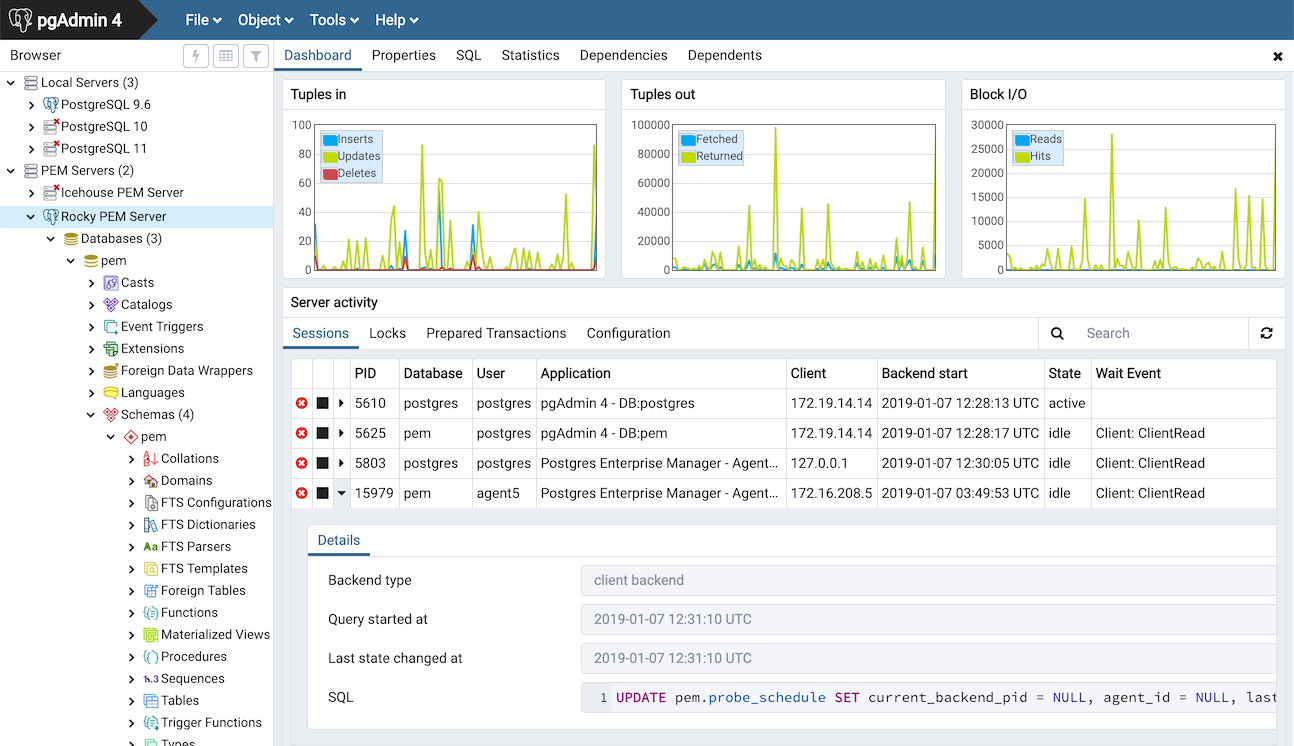 pgAdmin 4
File Object Tools Help
Browser
Dashboard Properties SQL Statistics Dependencies Dependents
Local Servers (3)
PostgreSQL 9.6
PostgreSQL 10
PostgreSQL 11
PEM Servers (2)
Icehouse PEM Server
Rocky PEM Server
Databases (3)
pem
Casts
Catalogs
Event Triggers
Extensions
Foreign Data Wrappers
Languages
Schemas (4)
pem
Collations
Domains
FTS Configurations
FTS Dictionaries
Aa FTS Parsers
FTS Templates
Foreign Tables
Functions
Materialized Views
Procedures
1..3 Sequences
Tables
Trigger Functions
Types
Tuples in
100
80
60
40
20
0
Inserts
Updates
Deletes
Tuples out
100000
80000
60000
40000
20000
0
Fetched
Returned
Block I/O
30000
25000
20000
15000
10000
5000
0
Reads
Hits
Server activity
Sessions Locks Prepared Transactions Configuration Search
PID Database User Application Client Backend start State Wait Event
5610 postgres postgres pgAdmin 4 - DB:postgres 172.19.14.14 2019-01-07 12:28:13 UTC active
5625 pem postgres pgAdmin 4 - DB:pem 172.19.14.14 2019-01-07 12:28:17 UTC idle Client: ClientRead
5803 postgres postgres Postgres Enterprise Manager - Agent... 127.0.0.1 2019-01-07 12:30:05 UTC idle Client: ClientRead
15979 pem agent5 Postgres Enterprise Manager - Agent... 172.16.208.5 2019-01-07 03:49:53 UTC idle Client: ClientRead
Details
Backend type client backend
Query started at 2019-01-07 12:31:10 UTC
Last state changed at 2019-01-07 12:31:10 UTC
SQL 1 UPDATE pem.probe_schedule SET current_backend_pid = NULL, agent_id = NULL, last